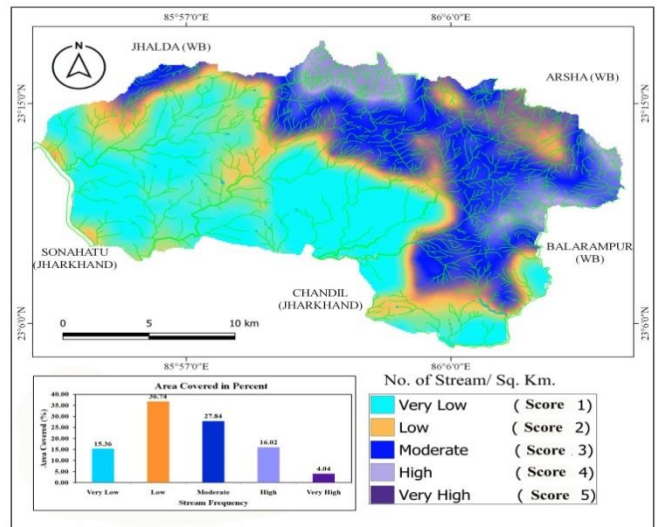 85°57'0"E 86°6'0"E
N
JHALDA (WB)
ARSHA (WB)
23°15'0"N 23°15'0"N
SONAHATU
(JHARKHAND)
BALARAMPUR
(WB)
CHANDIL
(JHARKHAND)
23°6'0"N 23°6'0"N
0 5 10 km
85°57'0"E 86°6'0"E
Area Covered in Percent
Area Covered (%)
40.00
35.00
30.00
25.00
20.00
15.00
10.00
5.00
0.00
15.36 36.74 27.84 16.02 4.04
Very Low Low Moderate High Very High
Stream Frequency
No. of Stream/ Sq. Km.
Very Low ( Score 1)
Low ( Score 2)
Moderate ( Score 3)
High ( Score 4)
Very High ( Score 5)